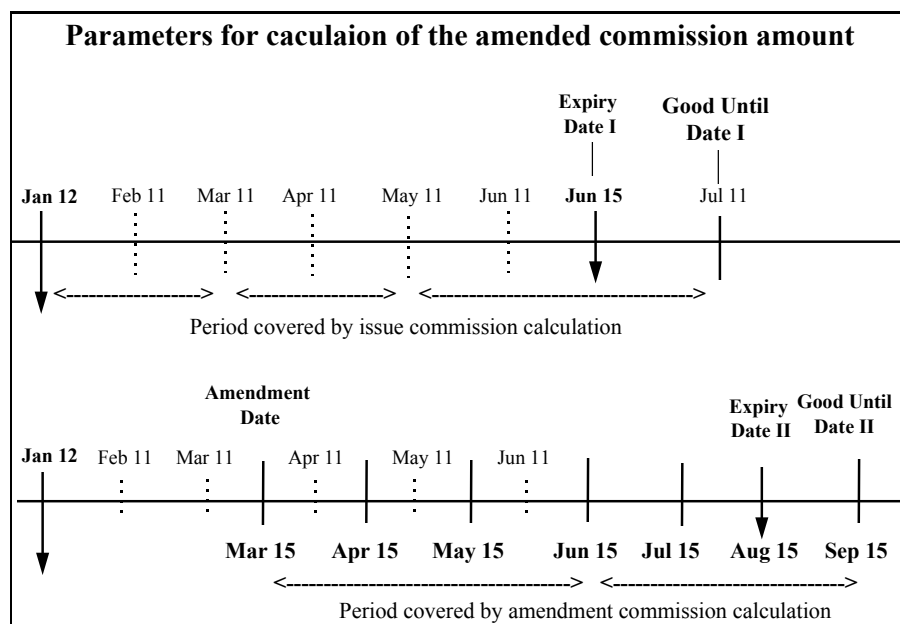 Parameters for caculaion of the amended commission amount
Expiry
Date I
Good Until
Date I
Jan 12 Feb 11 Mar 11 Apr 11 May 11 Jun 11 Jun 15 Jul 11
<--------------------> <--------------------> <----------------------------------->
Period covered by issue commission calculation
Amendment
Date
Expiry
Date II
Good Until
Date II
Jan 12 Feb 11 Mar 11 Apr 11 May 11 Jun 11
Mar 15 Apr 15 May 15 Jun 15 Jul 15 Aug 15 Sep 15
<--------------------------------------> <-------------------------------->
Period covered by amendment commission calculation